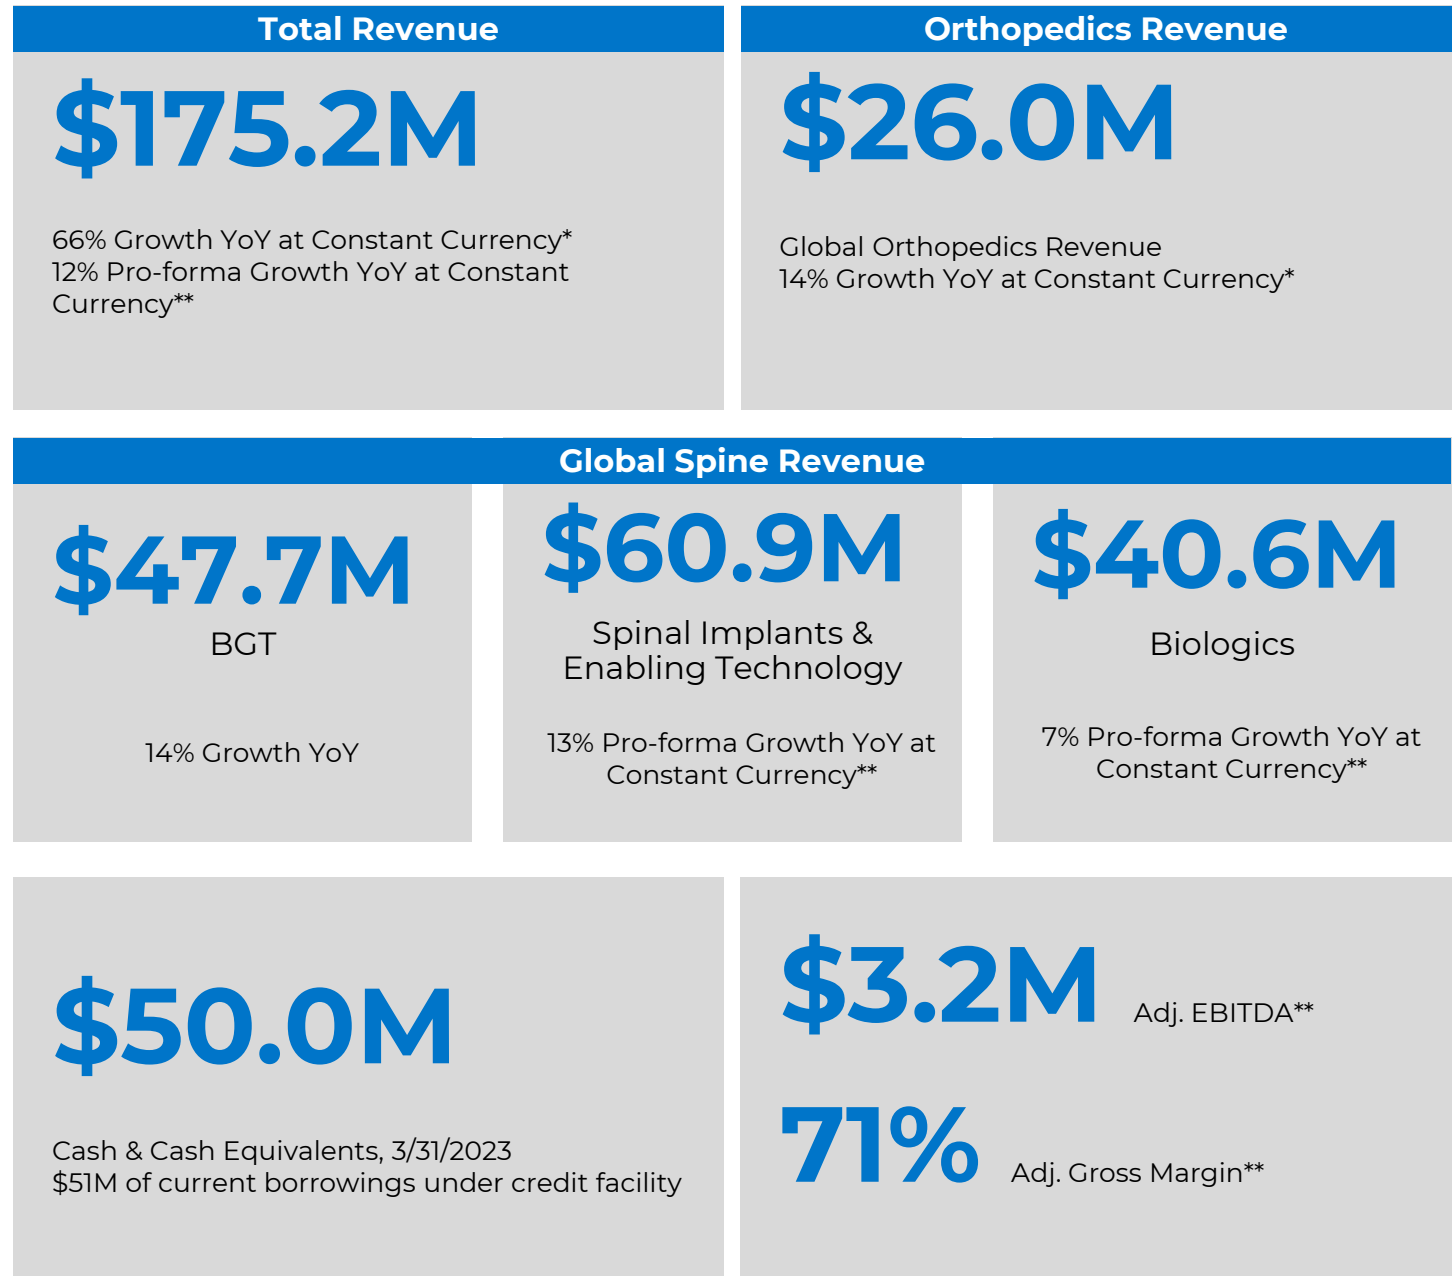 Total Revenue
$175.2M
66% Growth YoY at Constant Currency*
12% Pro-forma Growth YoY at Constant
Currency**
Orthopedics Revenue
$26.0M
Global Orthopedics Revenue
14% Growth YoY at Constant Currency*
Global Spine Revenue
$47.7M
BGT
14% Growth YoY
$60.9M
Spinal Implants &
Enabling Technology
13% Pro-forma Growth YoY at
Constant Currency**
$40.6M
Biologics
7% Pro-forma Growth YoY at
Constant Currency**
$50.0M
Cash & Cash Equivalents, 3/31/2023
$51M of current borrowings under credit facility
$3.2M Adj. EBITDA**
71% Adj. Gross Margin**